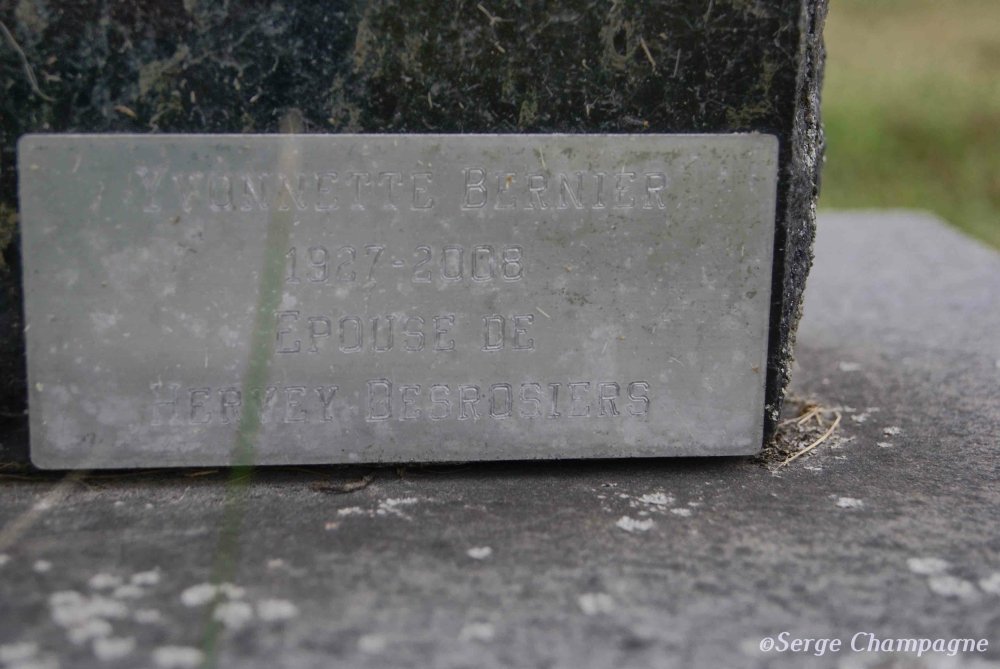 Yvonnette Bernier
1927-2008
Epouse de
Hervey Desrosiers
©Serge Champagne